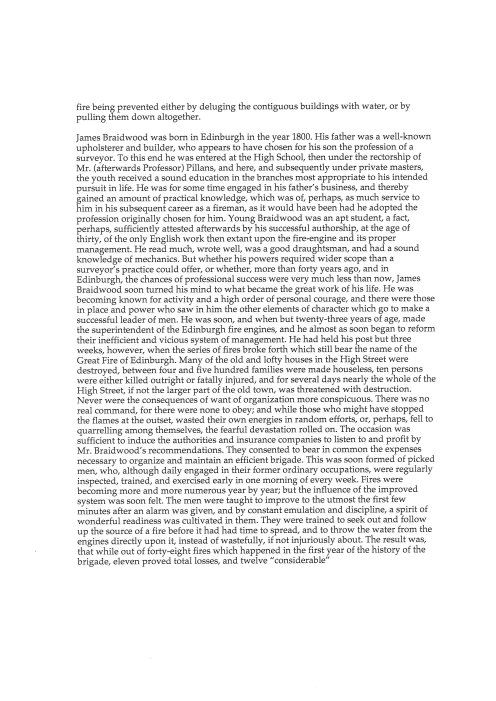 fire being prevented either by deluging the contiguous buildings with water, or by
pulling them down altogether.
James Braidwood was born in Edinburgh in the year 1800. His father was a well-known
upholsterer and builder, who appears to have chosen for his son the profession of a
surveyor. To this end he was entered at the High School, then under the rectorship of
Mr. (afterwards Professor) Pillans, and here, and subsequently under private masters,
the youth received a sound education in the branches most appropriate to his intended
pursuit in life. He was for some time engaged in his father's business, and thereby
gained an amount of practical knowledge, which was of, perhaps, as much service to
him in his subsequent career as a fireman, as it would have been had he adopted the
profession originally chosen for him. Young Braidwood was an apt student, a fact,
perhaps, sufficiently attested afterwards by his successful authorship, at the age of
thirty, of the only English work then extant upon the fire-engine and its proper
management. He read much, wrote well, was a good draughtsman, and had a sound
knowledge of mechanics. But whether his powers required wider scope than a
surveyor's practice could offer, or whether, more than forty years ago, and in
Edinburgh, the chances of professional success were very much less than now, James
Braidwood soon turned his mind to what became the great work of his life. He was
becoming known for activity and a high order of personal courage, and there were those
in place and power who saw in him the other elements of character which go to make a
successful leader of men. He was soon, and when but twenty-three years of age, made
the superintendent of the Edinburgh fire engines, and he almost as soon began to reform
their inefficient and vicious system of management. He had held his post but three
weeks, however, when the series of fires broke forth which still bear the name of the
Great Fire of Edinburgh. Many of the old and lofty houses in the High Street were
destroyed, between four and five hundred families were made houseless, ten persons
were either killed outright or fatally injured, and for several days nearly the whole of the
High Street, if not the larger part of the old town, was threatened with destruction.
Never were the consequences of want of organization more conspicuous. There was no
real command, for there were none to obey; and while those who might have stopped
the flames at the outset, wasted their own energies in random efforts, or, perhaps, fell to
quarrelling among themselves, the fearful devastation rolled on. The occasion was
sufficient to induce the authorities and insurance companies to listen to and profit by
Mr. Braidwood's recommendations. They consented to bear in common the expenses
necessary to organize and maintain an efficient brigade. This was soon formed of picked
men, who, although daily engaged in their former ordinary occupations, were regularly
inspected, trained, and exercised early in one morning of every week. Fires were
becoming more and more numerous year by year; but the influence of the improved
system was soon felt. The men were taught to improve to the utmost the first few
minutes after an alarm was given, and by constant emulation and discipline, a spirit of
wonderful readiness was cultivated in them. They were trained to seek out and follow
up the source of a fire before it had had time to spread, and to throw the water from the
engines directly upon it, instead of wastefully, if not injuriously about. The result was,
that while out of forty-eight fires which happened in the first year of the history of the
brigade, eleven proved total losses, and twelve "considerable"